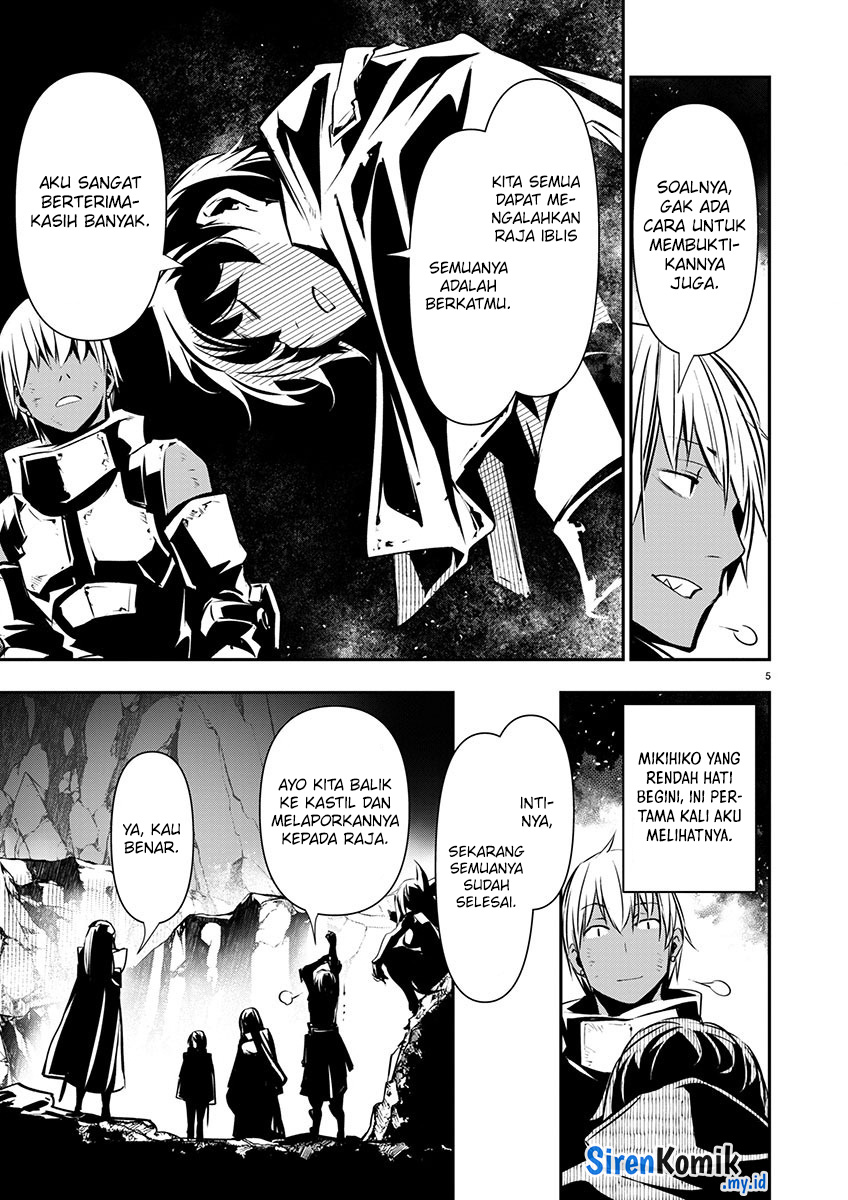 SOALNYA,
GAK ADA
CARA UNTUK
MEMBUKTI-
KANNYA
JUGA.
KITA SEMUA
DAPAT ME-
NGALAHKAN
RAJA IBLIS
SEMUANYA
ADALAH
BERKATMU.
AKU SANGAT
BERTERIMA-
KASIH BANYAK.
5
MIKIHIKO YANG
RENDAH HATI
BEGINI, INI PER-
TAMA KALI AKU
MELIHATNYA.
INTI-
NYA,
SEKARANG
SEMUANYA
SUDAH
SELESAI.
AYO KITA BALIK
KE KASTIL DAN
MELAPORKANNYA
KEPADA RAJA.
YA, KAU
BENAR.
SirenKomik
.my.id